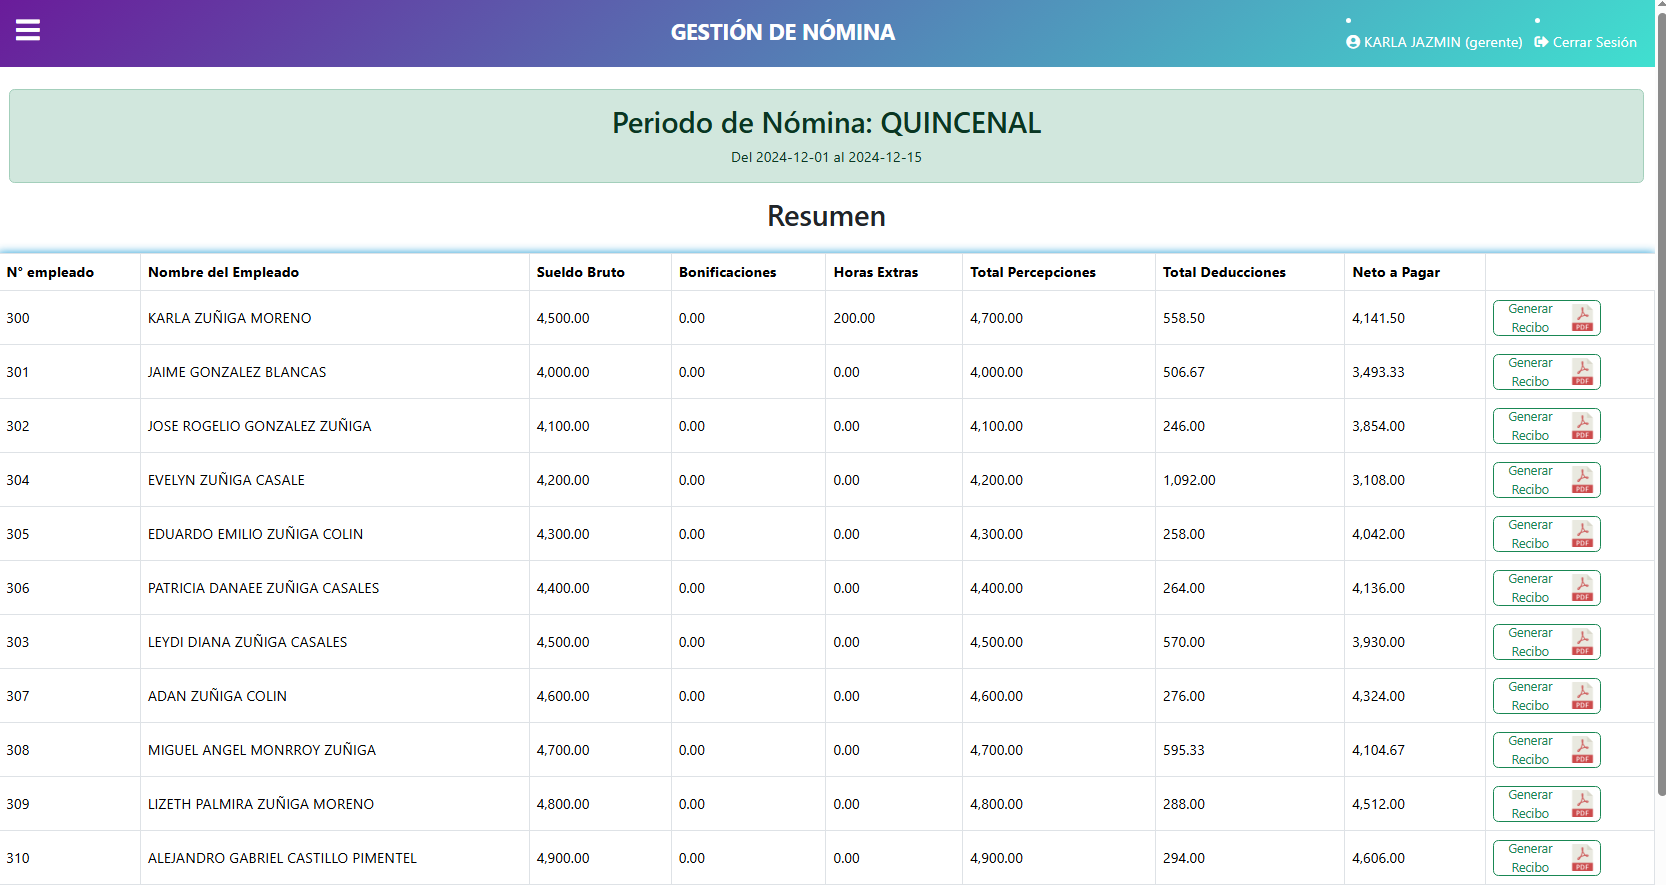 GESTIÓN DE NÓMINA
KARLA JAZMIN (gerente) Cerrar Sesión
Periodo de Nómina: QUINCENAL
Del 2024-12-01 al 2024-12-15
Resumen
N° empleado Nombre del Empleado Sueldo Bruto Bonificaciones Horas Extras Total Percepciones Total Deducciones Neto a Pagar
300 KARLA ZUÑIGA MORENO 4,500.00 0.00 200.00 4,700.00 558.50 4,141.50 Generar Recibo PDF
301 JAIME GONZALEZ BLANCAS 4,000.00 0.00 0.00 4,000.00 506.67 3,493.33 Generar Recibo PDF
302 JOSE ROGELIO GONZALEZ ZUÑIGA 4,100.00 0.00 0.00 4,100.00 246.00 3,854.00 Generar Recibo PDF
304 EVELYN ZUÑIGA CASALE 4,200.00 0.00 0.00 4,200.00 1,092.00 3,108.00 Generar Recibo PDF
305 EDUARDO EMILIO ZUÑIGA COLIN 4,300.00 0.00 0.00 4,300.00 258.00 4,042.00 Generar Recibo PDF
306 PATRICIA DANAEE ZUÑIGA CASALES 4,400.00 0.00 0.00 4,400.00 264.00 4,136.00 Generar Recibo PDF
303 LEYDI DIANA ZUÑIGA CASALES 4,500.00 0.00 0.00 4,500.00 570.00 3,930.00 Generar Recibo PDF
307 ADAN ZUÑIGA COLIN 4,600.00 0.00 0.00 4,600.00 276.00 4,324.00 Generar Recibo PDF
308 MIGUEL ANGEL MONRROY ZUÑIGA 4,700.00 0.00 0.00 4,700.00 595.33 4,104.67 Generar Recibo PDF
309 LIZETH PALMIRA ZUÑIGA MORENO 4,800.00 0.00 0.00 4,800.00 288.00 4,512.00 Generar Recibo PDF
310 ALEJANDRO GABRIEL CASTILLO PIMENTEL 4,900.00 0.00 0.00 4,900.00 294.00 4,606.00 Generar Recibo PDF